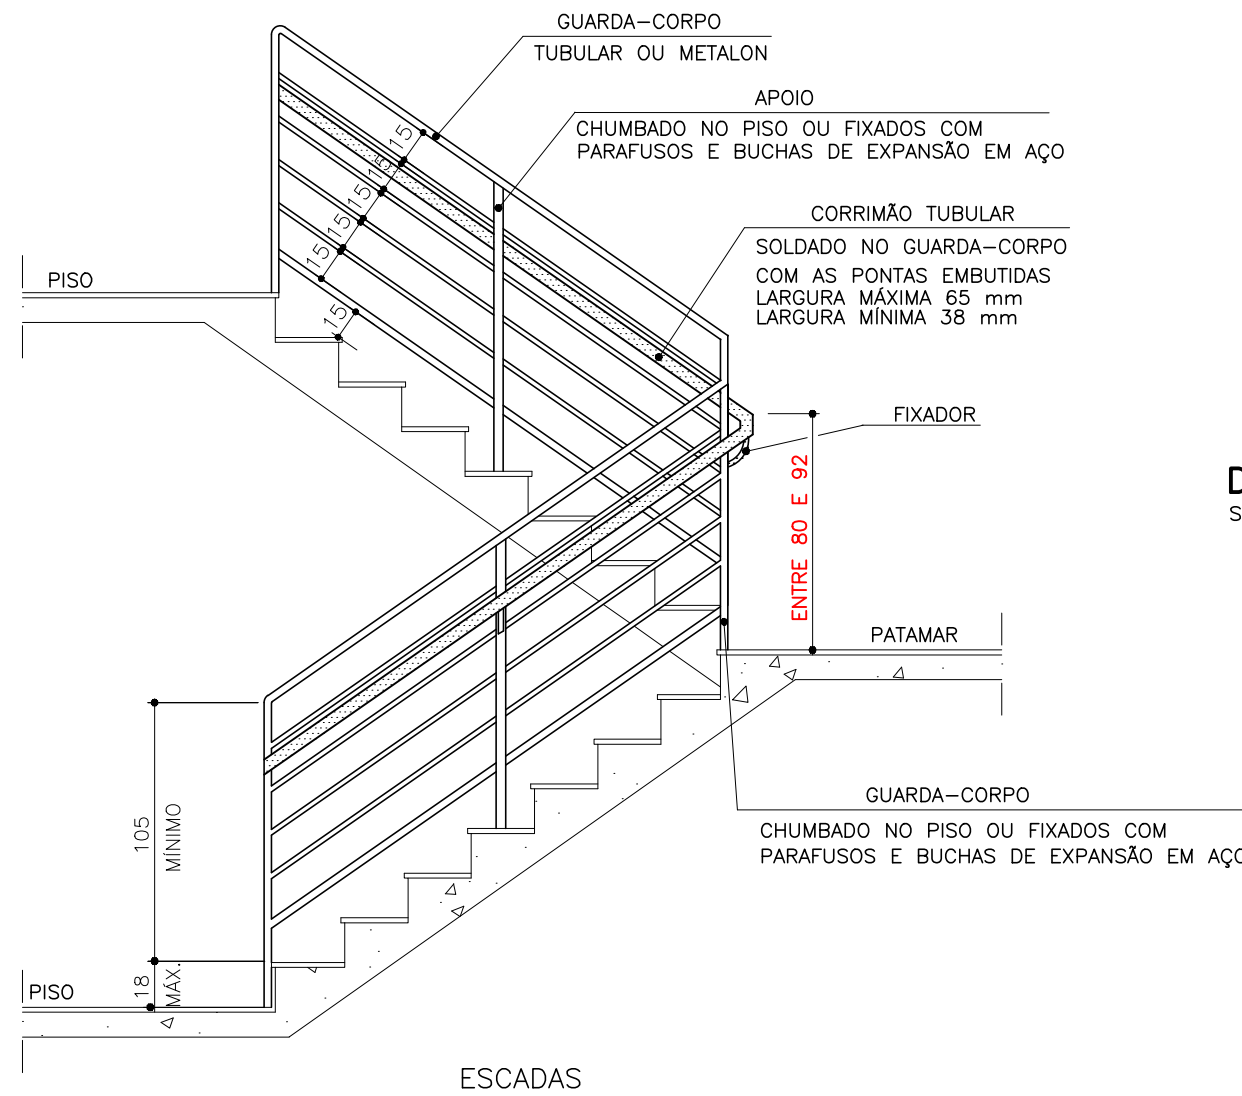 GUARDA-CORPO
TUBULAR OU METALON
APOIO
CHUMBADO NO PISO OU FIXADOS COM
PARAFUSOS E BUCHAS DE EXPANSÃO EM AÇO
15
15
15
15
15
15
CORRIMÃO TUBULAR
SOLDADO NO GUARDA-CORPO
COM AS PONTAS EMBUTIDAS
LARGURA MÁXIMA 65 mm
LARGURA MÍNIMA 38 mm
PISO
FIXADOR
D
S
ENTRE 80 E 92
PATAMAR
GUARDA-CORPO
CHUMBADO NO PISO OU FIXADOS COM
PARAFUSOS E BUCHAS DE EXPANSÃO EM AÇO
105
MÍNIMO
18
MÁX.
PISO
ESCADAS